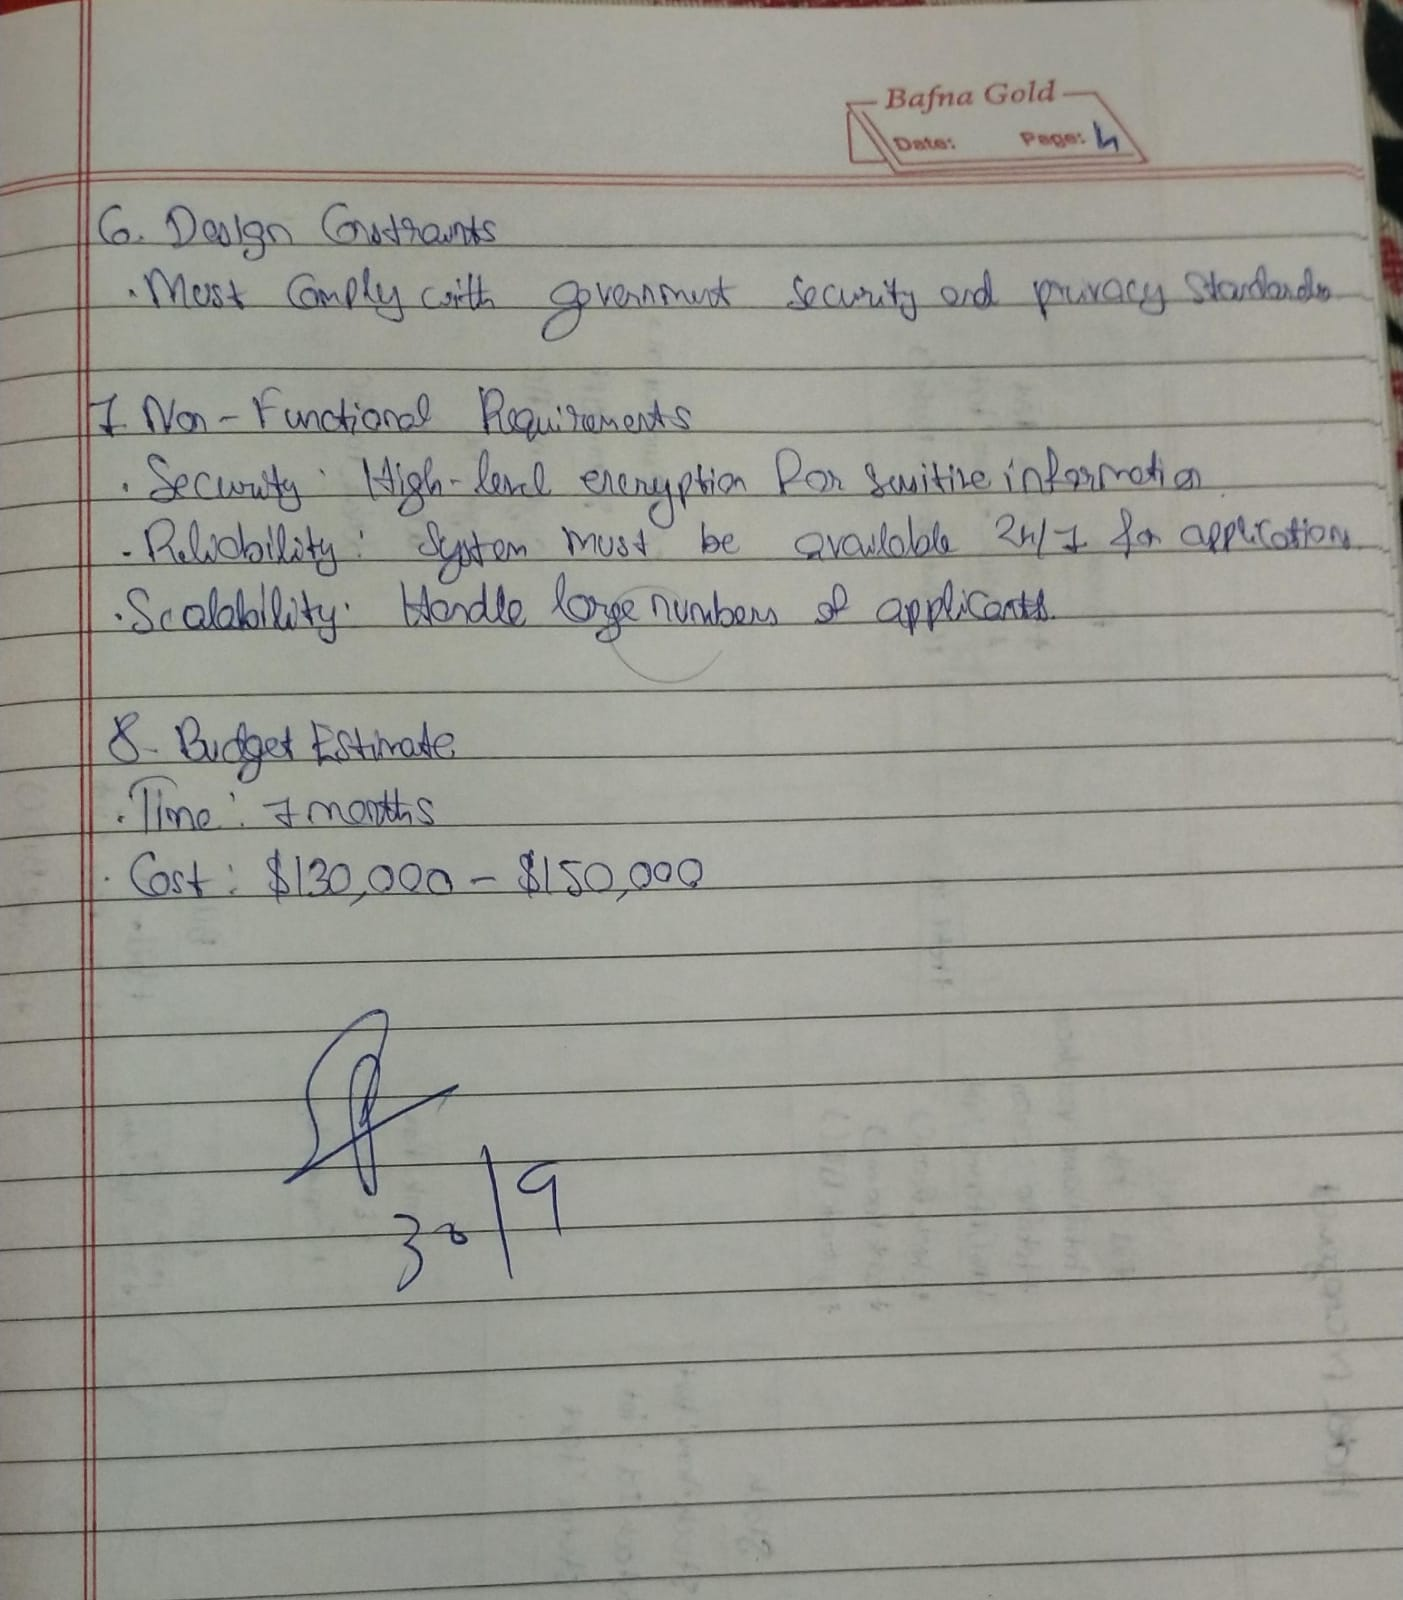 Bafna Gold
Date: Page: 4
6. Design Constraints
. Must Comply with government security and privacy standards
7. Non-Functional Requirements
. Security: High-level encryption for sensitive information
. Reliability: System must be available 24/7 for applications
. Scalability: Handle large numbers of applicants.
8. Budget Estimate
. Time: 7 months
. Cost: $130,000 - $150,000
30/9